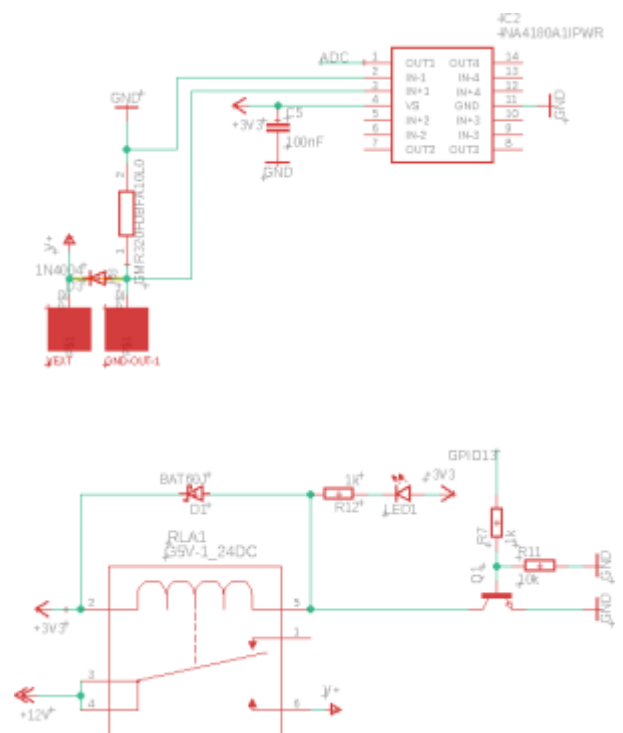 IC2
INA4180A1IPWR
ADC
1 OUT1 OUT4 14
2 IN-1 IN-4 13
3 IN+1 IN+4 12
4 VS GND 11
5 IN+2 IN+3 10
6 IN-2 IN-3 9
7 OUT2 OUT3 8
GND
GND
+3V3
C5
100nF
GND
2
1
V+
1N4004
VEXT
GND-OUT-1
BAT60J
D1
1k
R12
LED1
+3V3
GPIO13
R7
1k
R11
10k
GND
Q1
GND
RLA1
G5V-1_24DC
2
5
+3V3
1
3
4
+12V
6
V+